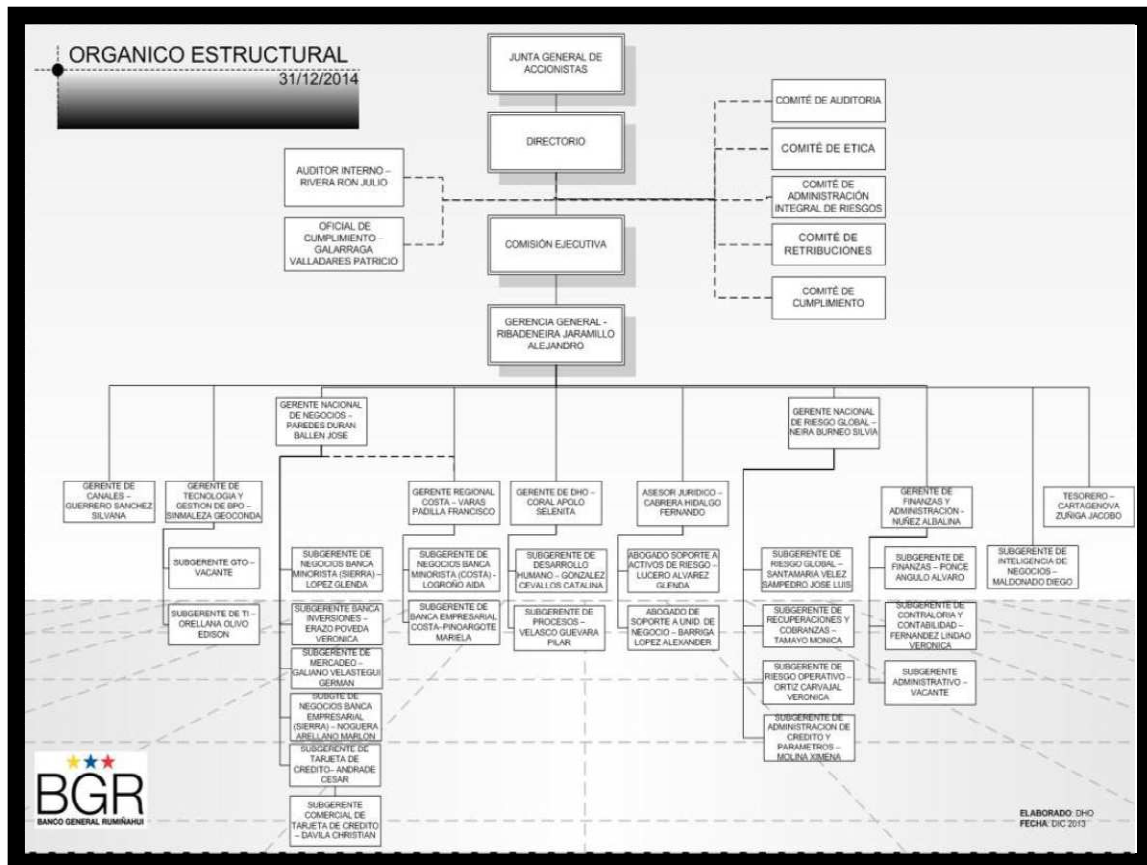 ORGANICO ESTRUCTURAL
31/12/2014
JUNTA GENERAL DE
ACCIONISTAS
DIRECTORIO
AUDITOR INTERNO –
RIVERA RON JULIO
OFICIAL DE
CUMPLIMIENTO –
GALARRAGA
VALLADARES PATRICIO
COMITÉ DE AUDITORIA
COMITÉ DE ETICA
COMITÉ DE
ADMINISTRACIÓN
INTEGRAL DE RIESGOS
COMITÉ DE
RETRIBUCIONES
COMITÉ DE
CUMPLIMIENTO
COMISIÓN EJECUTIVA
GERENCIA GENERAL -
RIBADENEIRA JARAMILLO
ALEJANDRO
GERENTE NACIONAL
DE NEGOCIOS –
PAREDES DURAN
BALLEN JOSE
GERENTE NACIONAL
DE RIESGO GLOBAL –
NEIRA BURNEO SILVIA
GERENTE DE
CANALES –
GUERRERO SANCHEZ
SILVANA
GERENTE DE
TECNOLOGIA Y
GESTION DE BPO –
SINMALEZA GEOCONDA
GERENTE REGIONAL
COSTA – VARAS
PADILLA FRANCISCO
GERENTE DE DHO –
CORAL APOLO
SELENITA
ASESOR JURIDICO –
CABRERA HIDALGO
FERNANDO
GERENTE DE
FINANZAS Y
ADMINISTRACIÓN -
NUÑEZ ALBALINA
TESORERO –
CARTAGENOVA
ZUÑIGA JACOBO
SUBGERENTE GTO –
VACANTE
SUBGERENTE DE TI –
ORELLANA OLIVO
EDISON
SUBGERENTE DE
NEGOCIOS BANCA
MINORISTA (SIERRA) –
LOPEZ GLENDA
SUBGERENTE BANCA
INVERSIONES –
ERAZO POVEDA
VERONICA
SUBGERENTE DE
MERCADEO –
GALIANO VELASTEGUI
GERMAN
SUBGTE DE
NEGOCIOS BANCA
EMPRESARIAL
(SIERRA) – NOGUERA
ARELLANO MARLON
SUBGERENTE DE
TARJETA DE
CREDITO– ANDRADE
CESAR
SUBGERENTE
COMERCIAL DE
TARJETA DE CREDITO
– DAVILA CHRISTIAN
SUBGERENTE DE
NEGOCIOS BANCA
MINORISTA (COSTA) -
LOGROÑO AIDA
SUBGERENTE DE
BANCA EMPRESARIAL
COSTA–PINOARGOTE
MARIELA
SUBGERENTE DE
DESARROLLO
HUMANO – GONZALEZ
CEVALLOS CATALINA
SUBGERENTE DE
PROCESOS –
VELASCO GUEVARA
PILAR
ABOGADO SOPORTE A
ACTIVOS DE RIESGO –
LUCERO ALVAREZ
GLENDA
ABOGADO DE
SOPORTE A UNID. DE
NEGOCIO – BARRIGA
LOPEZ ALEXANDER
SUBGERENTE DE
RIESGO GLOBAL –
SANTAMARIA VELEZ
SAMPEDRO JOSE LUIS
SUBGERENTE DE
RECUPERACIONES Y
COBRANZAS –
TAMAYO MONICA
SUBGERENTE DE
RIESGO OPERATIVO –
ORTIZ CARVAJAL
VERONICA
SUBGERENTE DE
ADMINISTRACION DE
CREDITO Y
PARAMETROS –
MOLINA XIMENA
SUBGERENTE DE
FINANZAS – PONCE
ANGULO ALVARO
SUBGERENTE DE
CONTRALORIA Y
CONTABILIDAD –
FERNANDEZ LINDAO
VERONICA
SUBGERENTE
ADMINISTRATIVO –
VACANTE
SUBGERENTE DE
INTELIGENCIA DE
NEGOCIOS –
MALDONADO DIEGO
BGR
BANCO GENERAL RUMIÑAHUI
ELABORADO: DHO
FECHA: DIC 2013